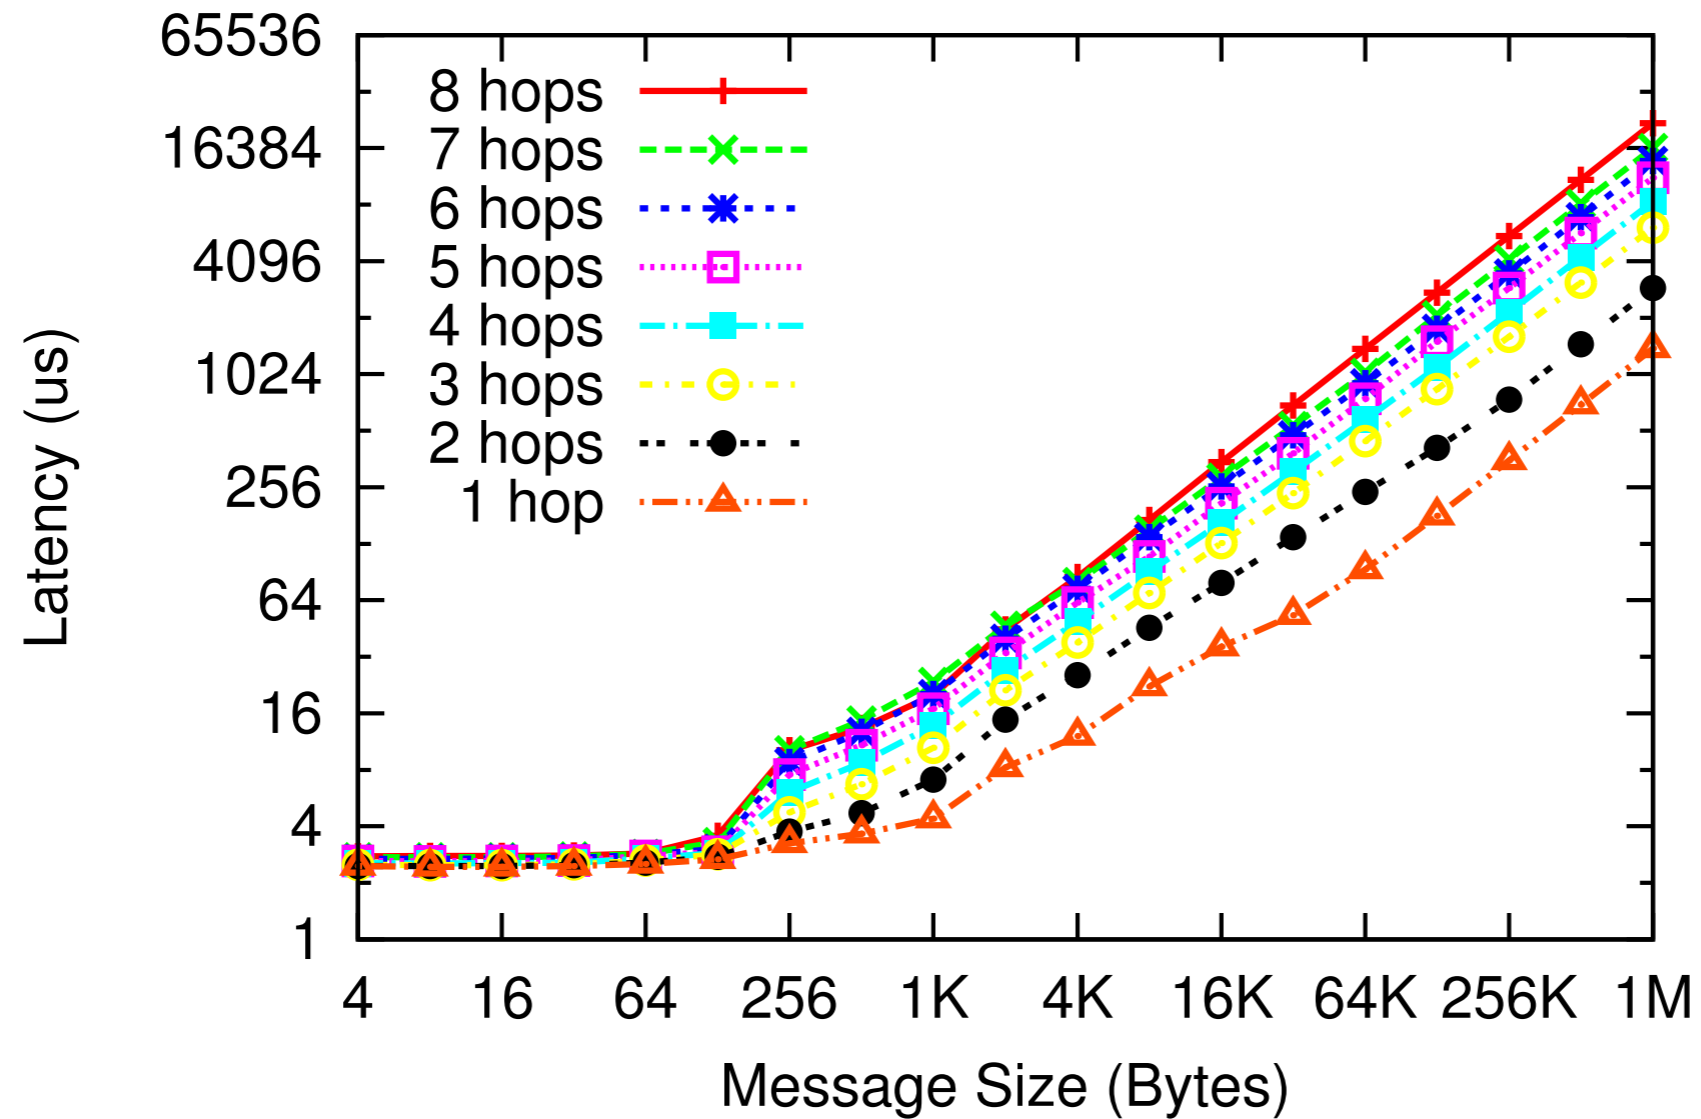 65536
16384
4096
1024
256
64
16
4
1
Latency (us)
8 hops
7 hops
6 hops
5 hops
4 hops
3 hops
2 hops
1 hop
4 16 64 256 1K 4K 16K 64K 256K 1M
Message Size (Bytes)